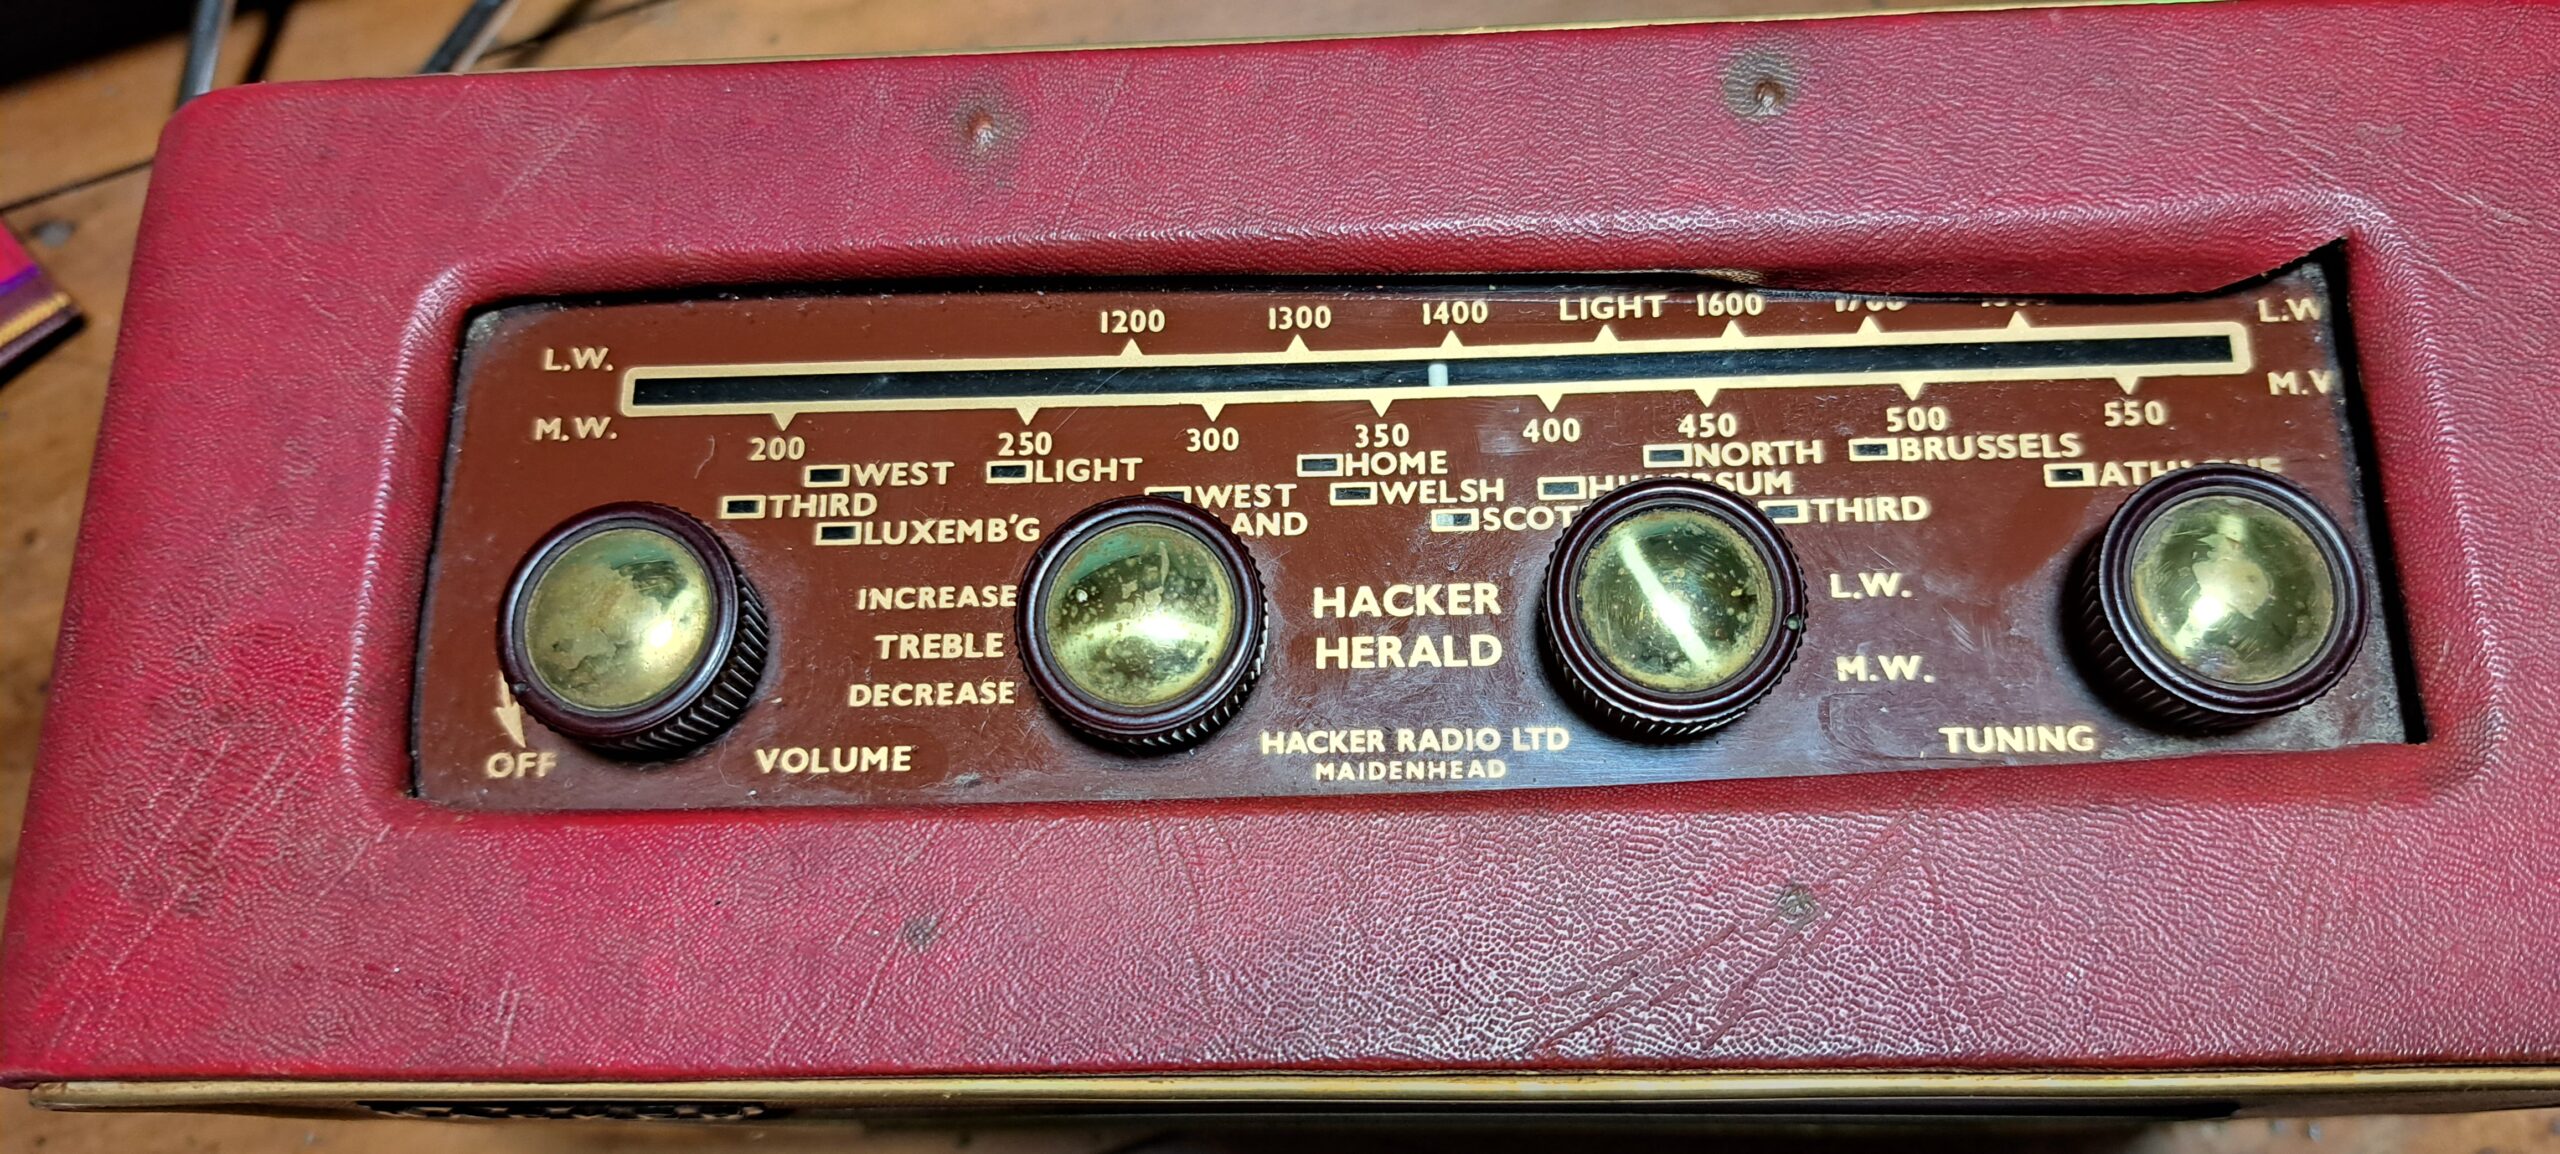 1200 1300 1400 LIGHT 1600
L.W.
M.W.
200 250 300 350 400 450 500 550
WEST LIGHT HOME NORTH BRUSSELS
THIRD WEST WELSH
LUXEMB'G THIRD
INCREASE
TREBLE
DECREASE
HACKER
HERALD
L.W.
M.W.
OFF VOLUME
HACKER RADIO LTD
MAIDENHEAD
TUNING